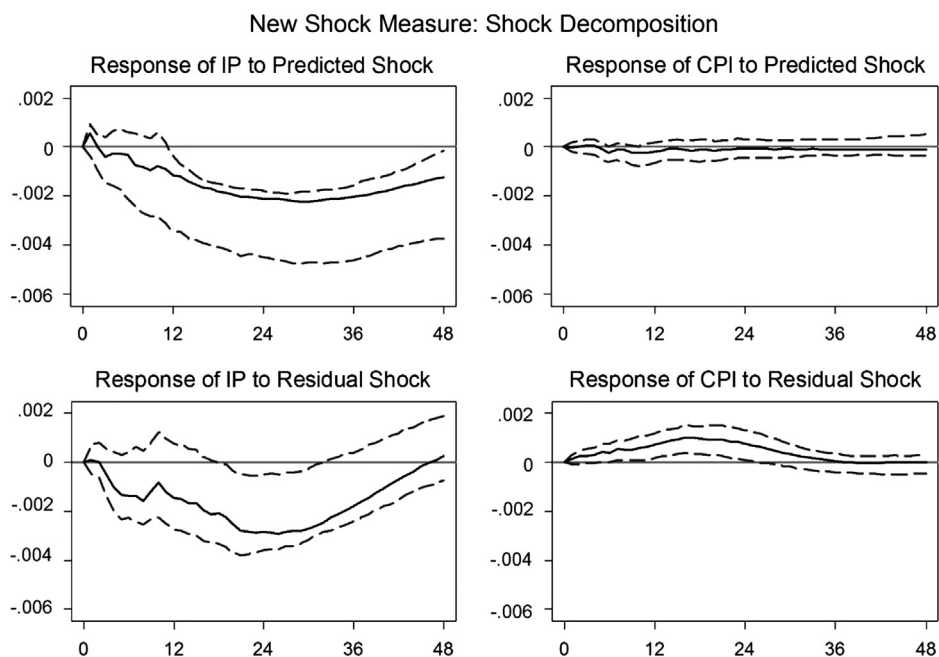 New Shock Measure: Shock Decomposition
Response of IP to Predicted Shock
.002
0
-.002
-.004
-.006
0 12 24 36 48
Response of CPI to Predicted Shock
.002
0
-.002
-.004
-.006
0 12 24 36 48
Response of IP to Residual Shock
.002
0
-.002
-.004
-.006
0 12 24 36 48
Response of CPI to Residual Shock
.002
0
-.002
-.004
-.006
0 12 24 36 48